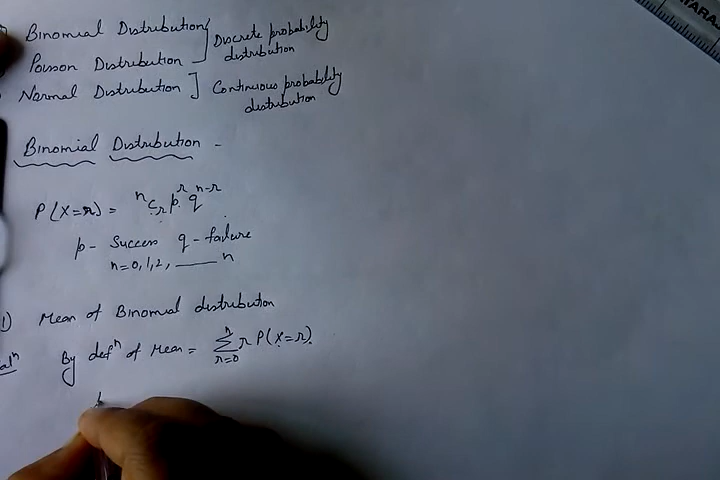 Binomial Distribution } Discrete probability distribution
Poisson Distribution
Normal Distribution ] Continuous probability distribution
Binomial Distribution -
P(X=r) = ⁿCᵣ pʳ qⁿ⁻ʳ
p - Success q - failure
r=0,1,2, —— n
1) Mean of Binomial distribution
By defⁿ of Mean = Σⁿᵣ₌₀ r P(X=r)